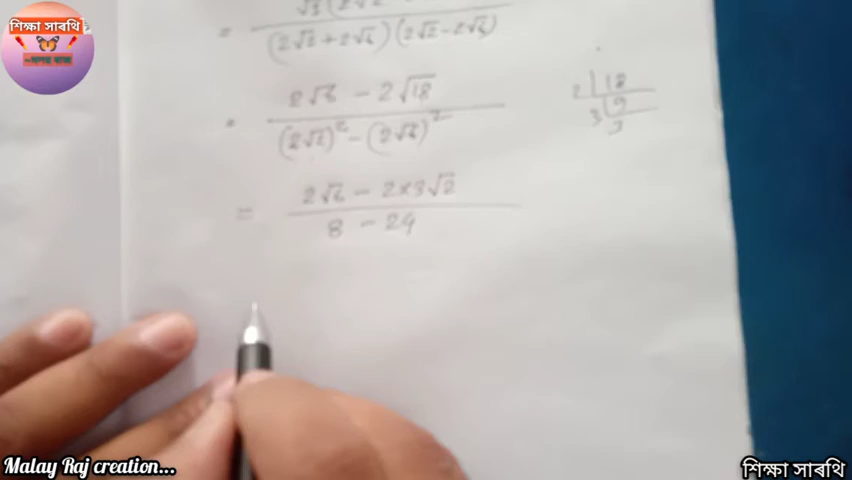 শিক্ষা সাৰথি
= (2√2 + 2√6) (2√2 - 2√6)
= 2√6 - 2√18
(2√2)² - (2√6)²
2 | 18
3 | 9
3
= 2√6 - 2×3√2
8 - 24
Malay Raj creation...
শিক্ষা সাৰথি